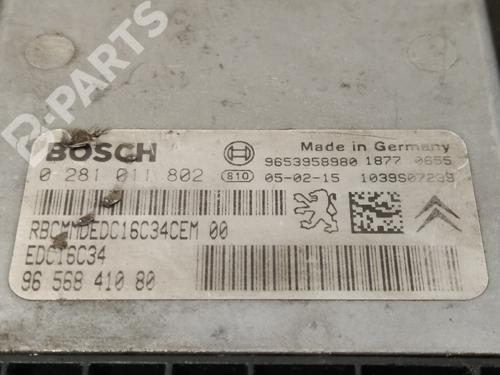 B-PARTS
BOSCH
Made in Germany
9653958980 1877 0655
0 281 011 802
810
05-02-15 1039S07239
RBCMMDEDC16C34CEM 00
EDC16C34
96 568 410 80